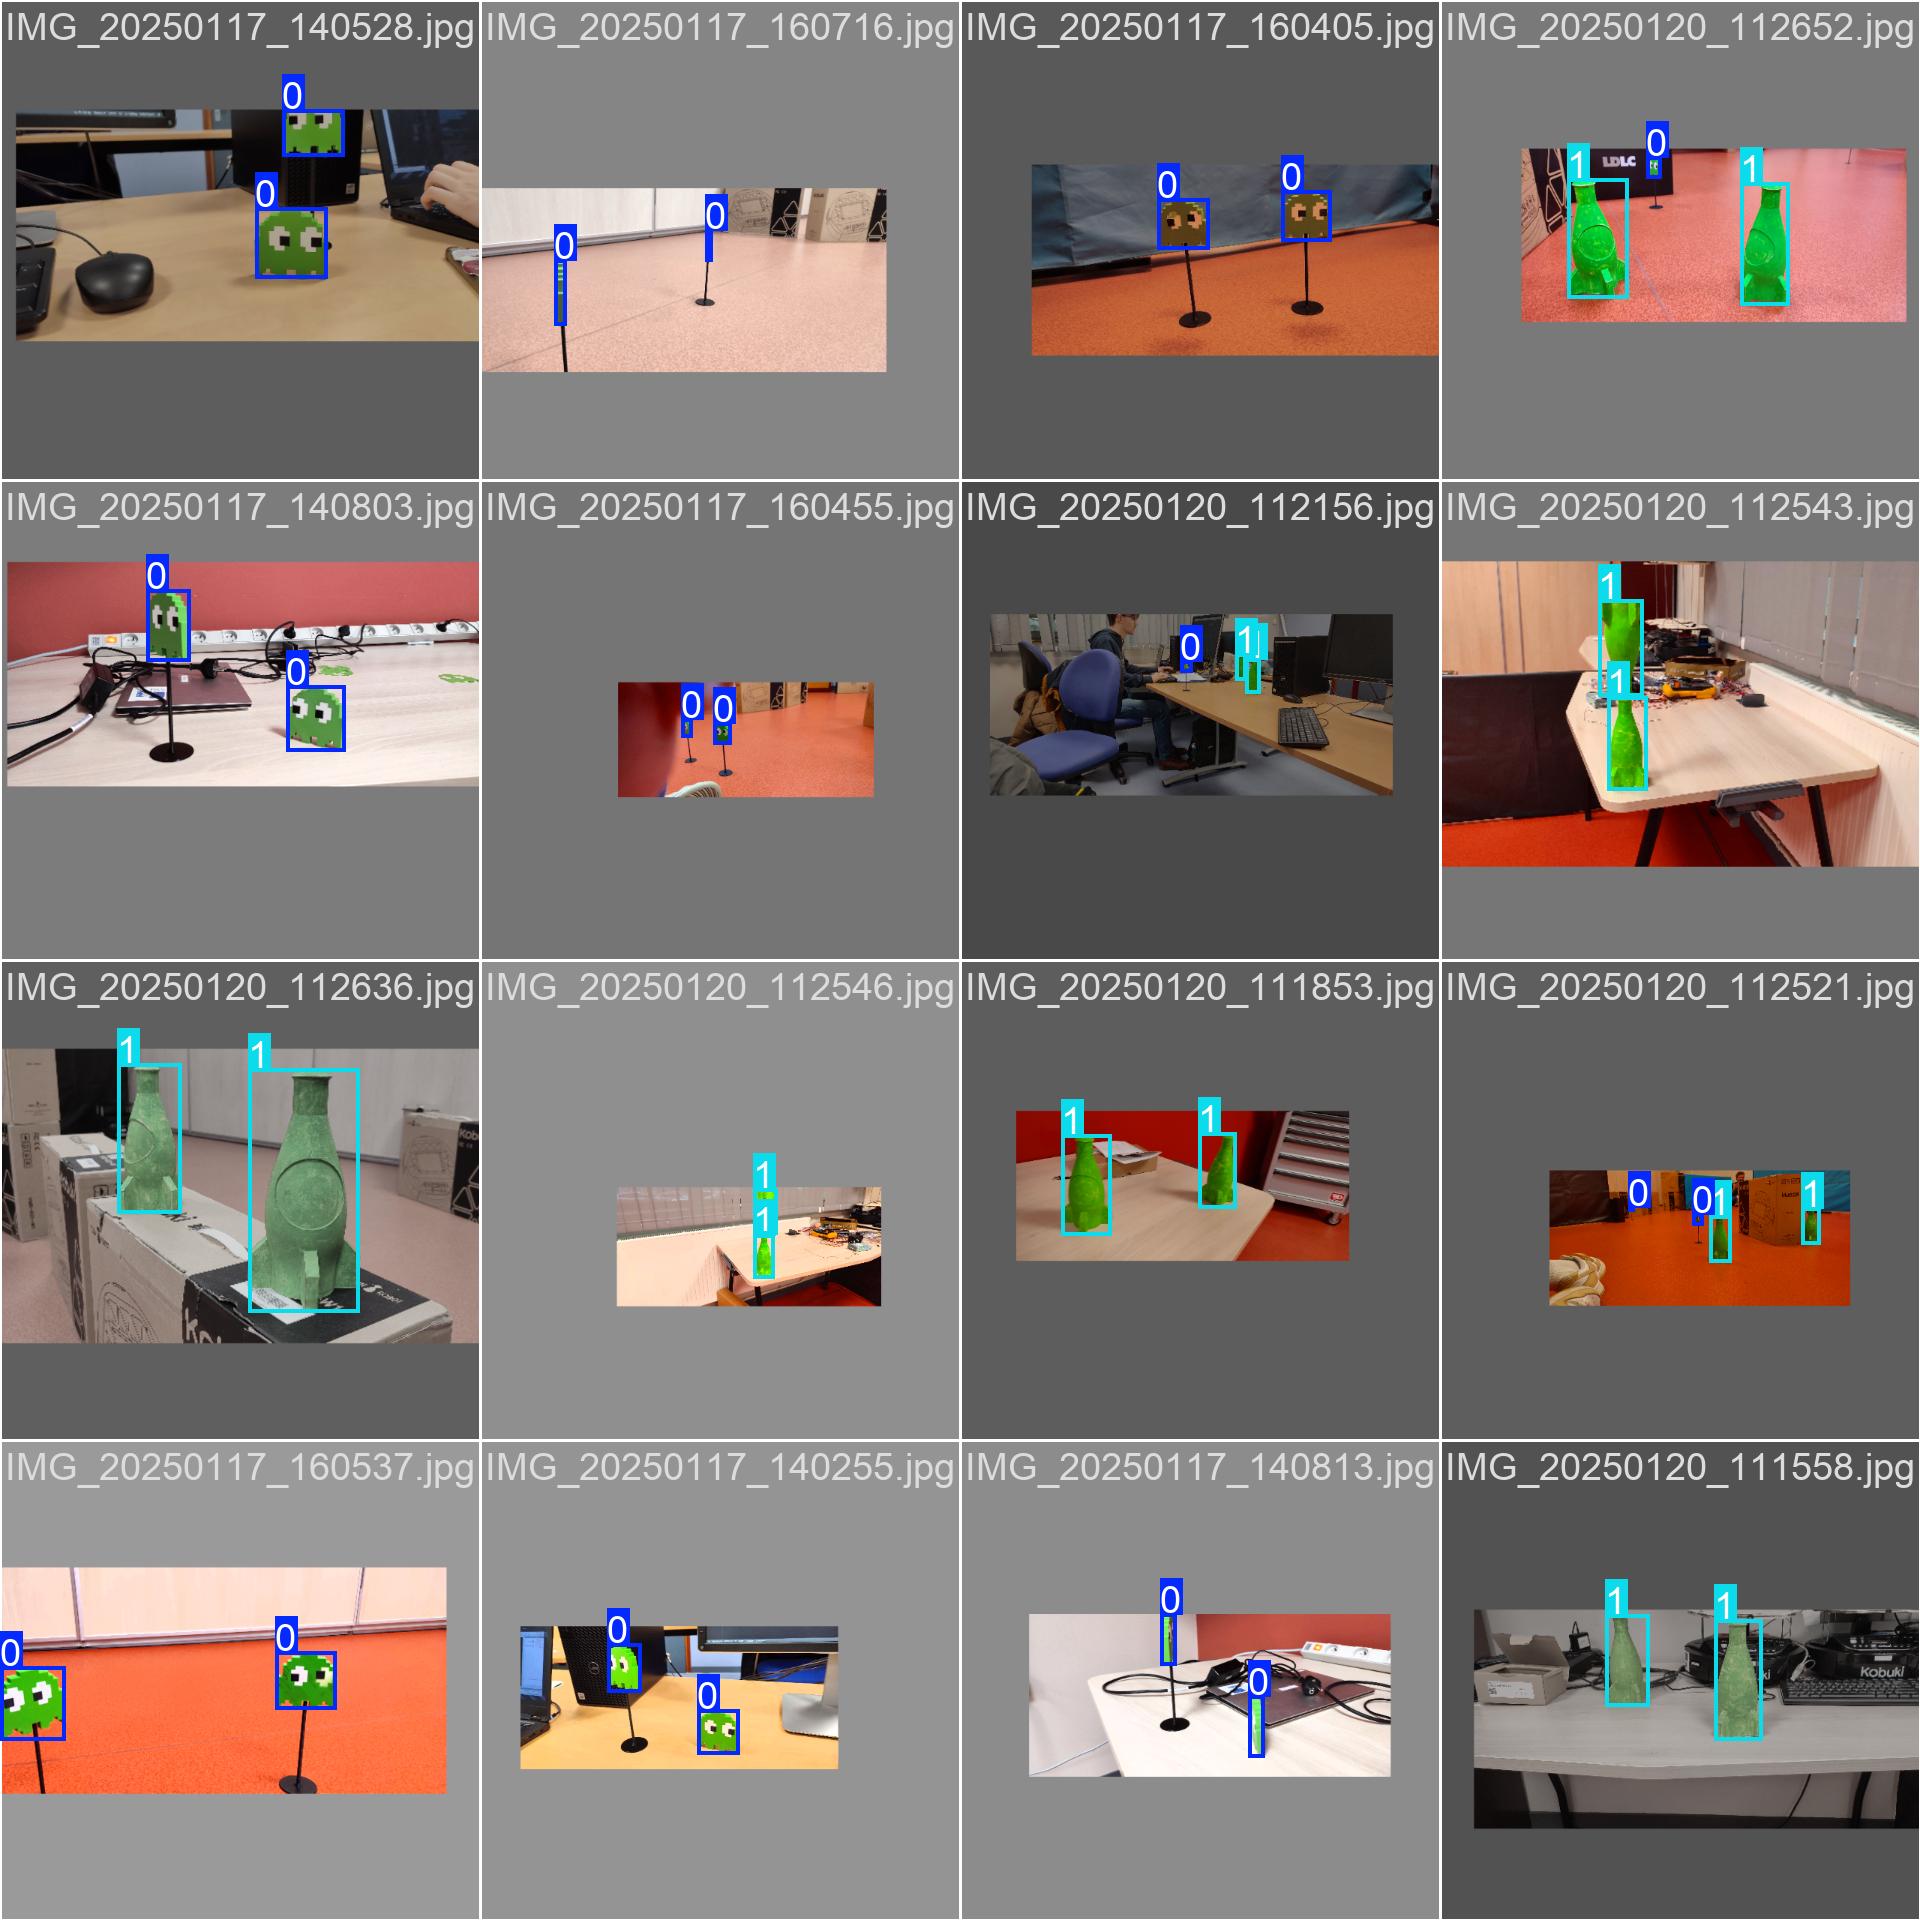 IMG_20250117_140528.jpg
0
0
IMG_20250117_160716.jpg
0
0
IMG_20250117_160405.jpg
0
0
IMG_20250120_112652.jpg
1
0
LDLC
1
IMG_20250117_140803.jpg
0
0
IMG_20250117_160455.jpg
0
0
IMG_20250120_112156.jpg
0
1
IMG_20250120_112543.jpg
1
1
IMG_20250120_112636.jpg
1
1
IMG_20250120_112546.jpg
1
1
IMG_20250120_111853.jpg
1
1
IMG_20250120_112521.jpg
0
0
1
1
IMG_20250117_160537.jpg
0
0
IMG_20250117_140255.jpg
0
0
IMG_20250117_140813.jpg
0
0
IMG_20250120_111558.jpg
1
1
Kobuki